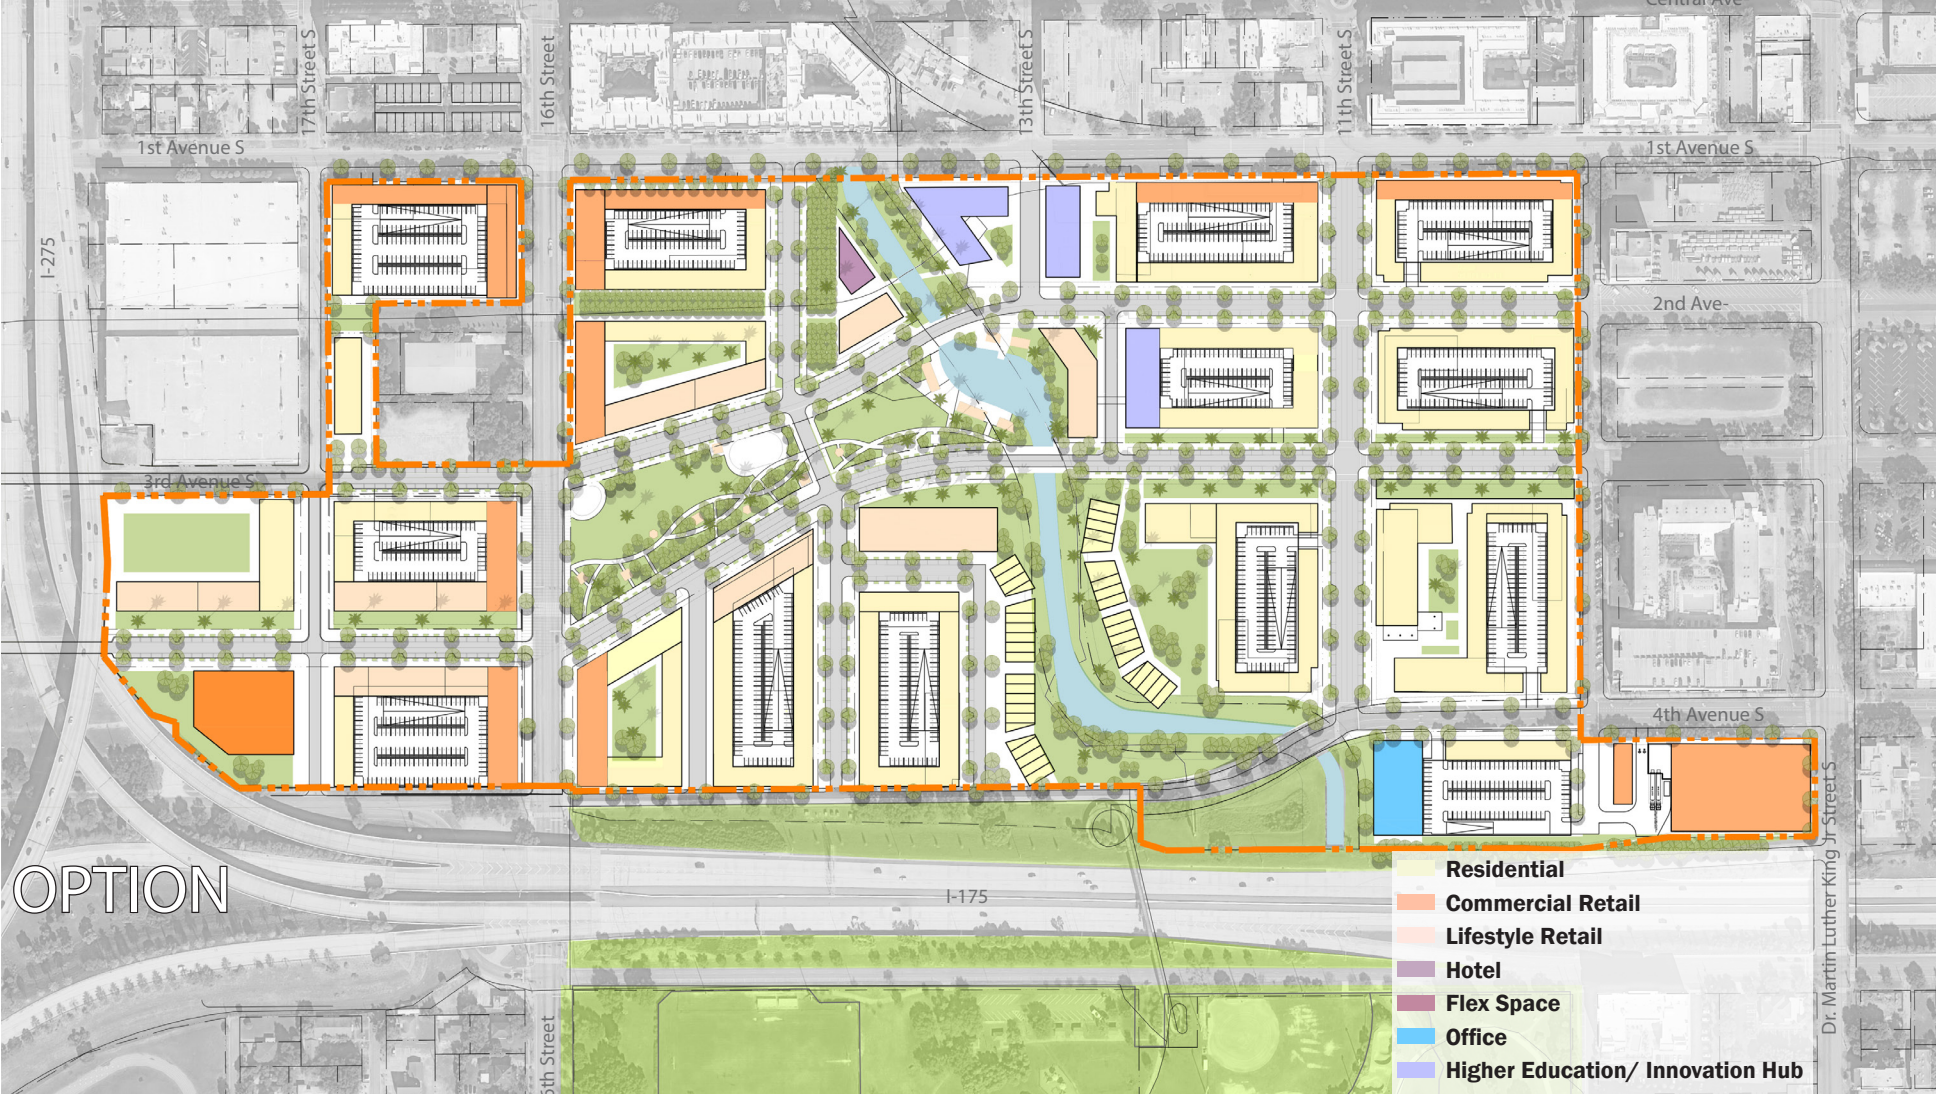 Central Ave
17th Street S
16th Street
13th Street S
11th Street S
1st Avenue S
1st Avenue S
I-275
2nd Ave-
3rd Avenue S
4th Avenue S
Dr. Martin Luther King Jr Street S
OPTION
I-175
Residential
Commercial Retail
Lifestyle Retail
Hotel
Flex Space
Office
Higher Education/ Innovation Hub
6th Street